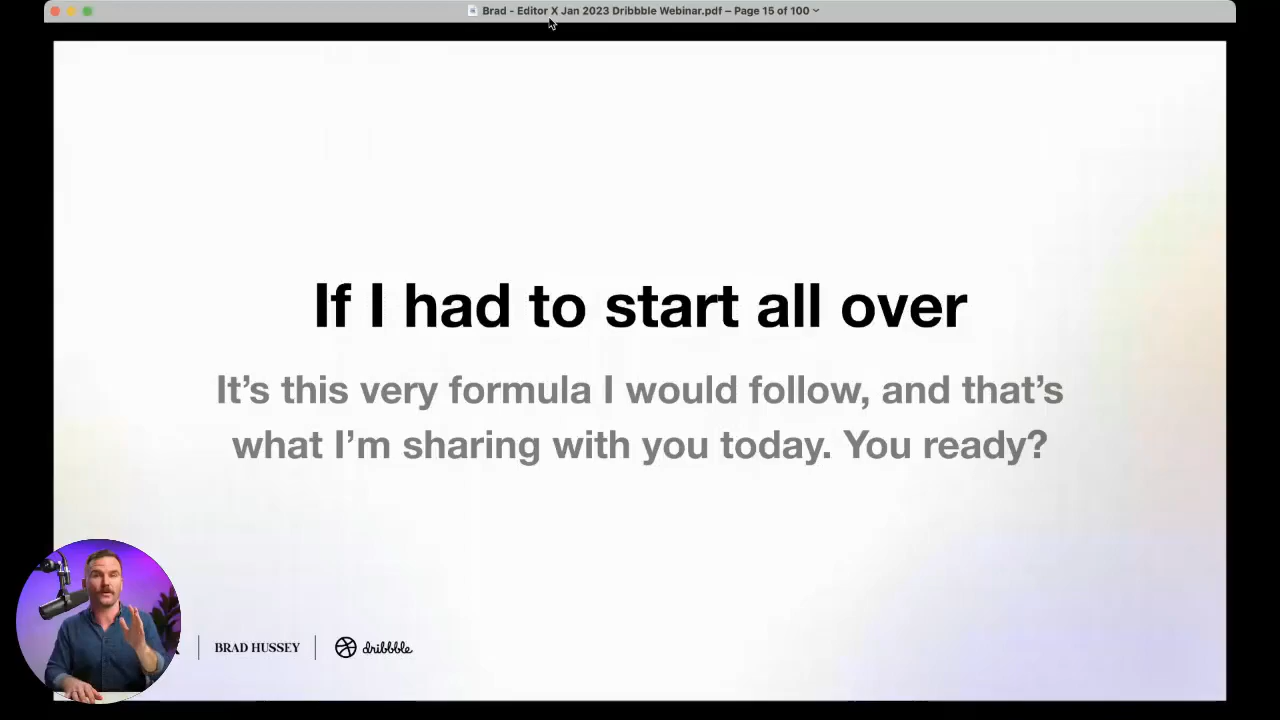 Brad - Editor X Jan 2023 Dribbble Webinar.pdf – Page 15 of 100
If I had to start all over
It’s this very formula I would follow, and that’s
what I’m sharing with you today. You ready?
BRAD HUSSEY
dribbble